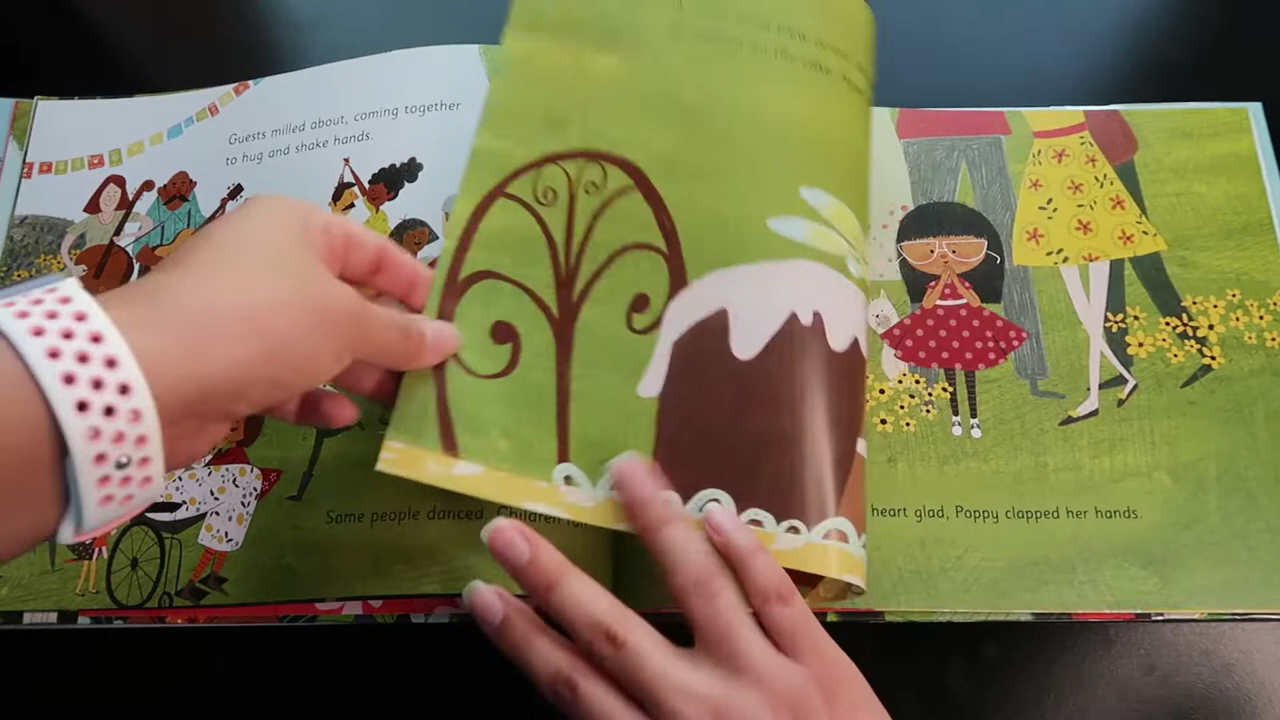 Guests milled about, coming together
to hug and shake hands.
Some people danced. Children
heart glad, Poppy clapped her hands.